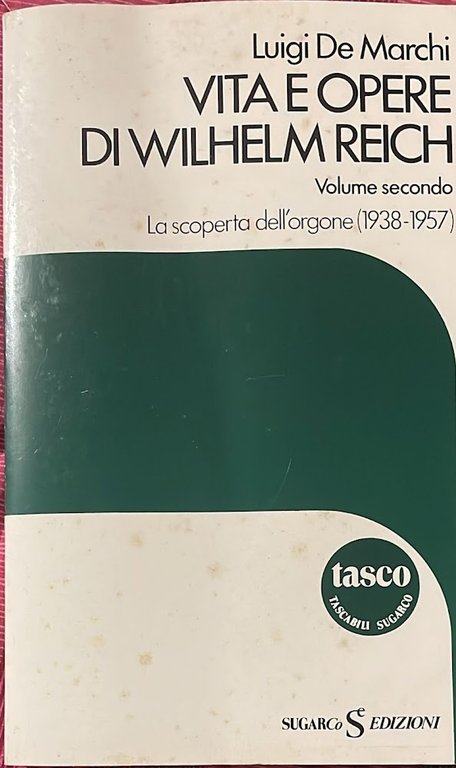 Luigi De Marchi
VITA E OPERE
DI WILHELM REICH
Volume secondo
La scoperta dell'orgone (1938-1957)
tasco
TASCABILI SUGARCO
SUGARCo S EDIZIONI